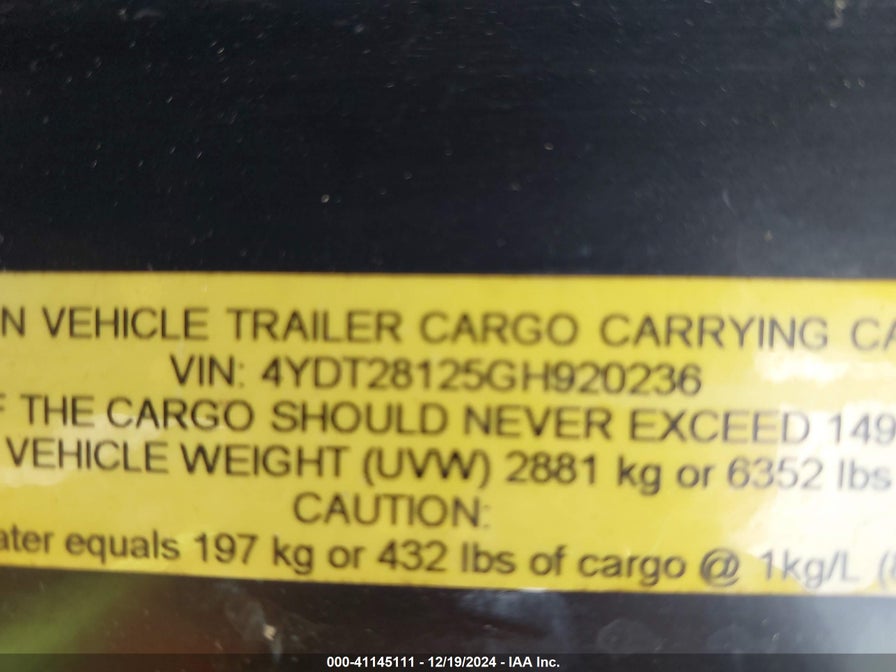 N VEHICLE TRAILER CARGO CARRYING CA
VIN: 4YDT28125GH920236
F THE CARGO SHOULD NEVER EXCEED 149
VEHICLE WEIGHT (UVW) 2881 kg or 6352 lbs
CAUTION:
ater equals 197 kg or 432 lbs of cargo @ 1kg/L (
000-41145111 - 12/19/2024 - IAA Inc.